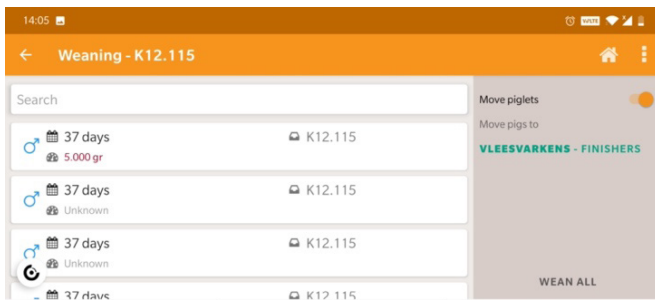 14:05
VoLTE
Weaning - K12.115
Search
37 days
K12.115
5.000 gr
37 days
K12.115
Unknown
37 days
K12.115
Unknown
37 days
K12.115
Move piglets
Move pigs to
VLEESVARKENS - FINISHERS
WEAN ALL